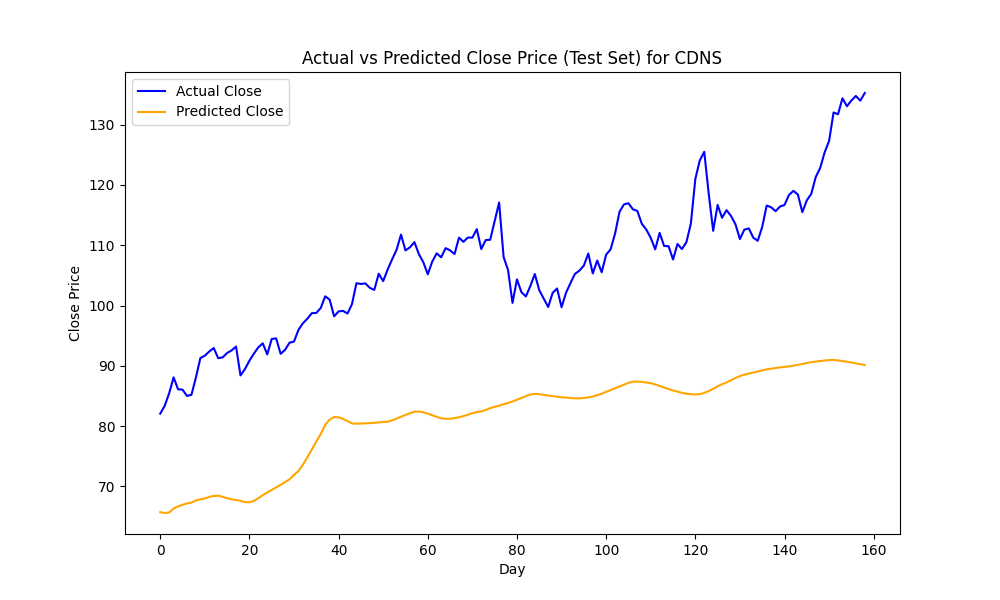 Actual vs Predicted Close Price (Test Set) for CDNS
Actual Close
Predicted Close
Close Price
130
120
110
100
90
80
70
0 20 40 60 80 100 120 140 160
Day